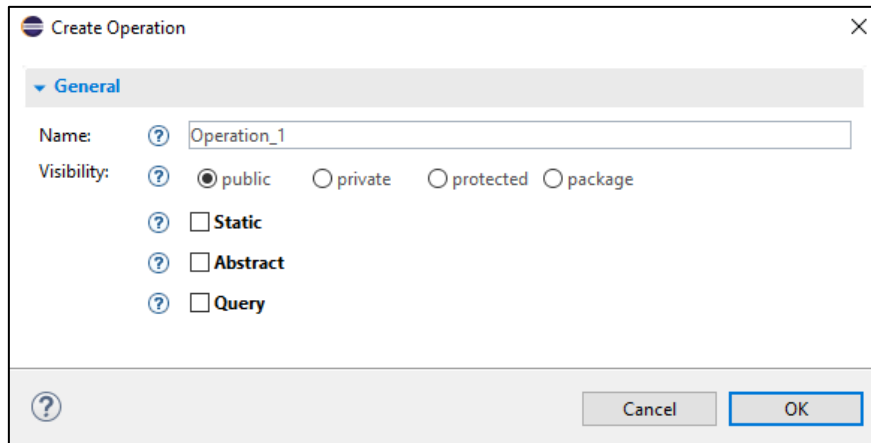 Create Operation
General
Name: ? Operation_1
Visibility: ? public private protected package
? Static
? Abstract
? Query
? Cancel OK